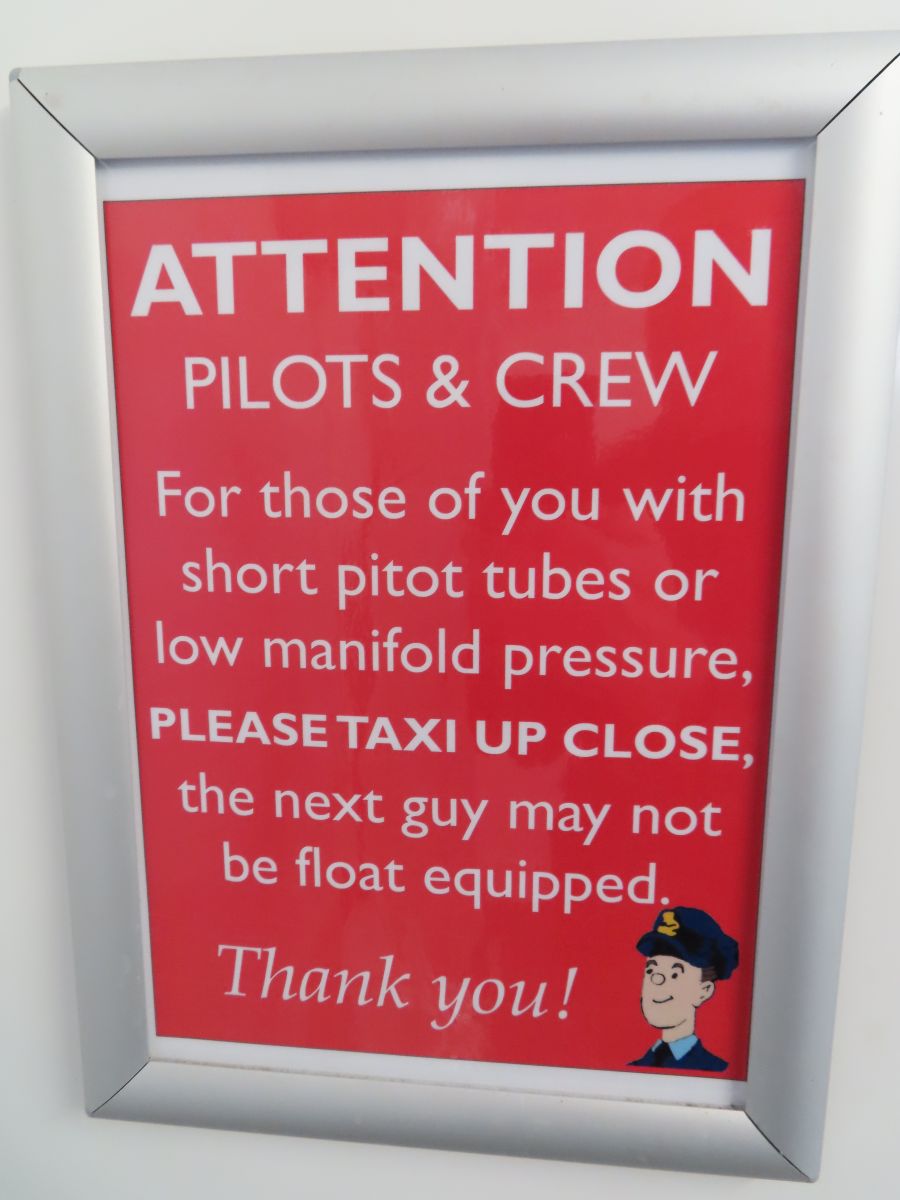 ATTENTION
PILOTS & CREW
For those of you with
short pitot tubes or
low manifold pressure,
PLEASE TAXI UP CLOSE,
the next guy may not
be float equipped.
Thank you!